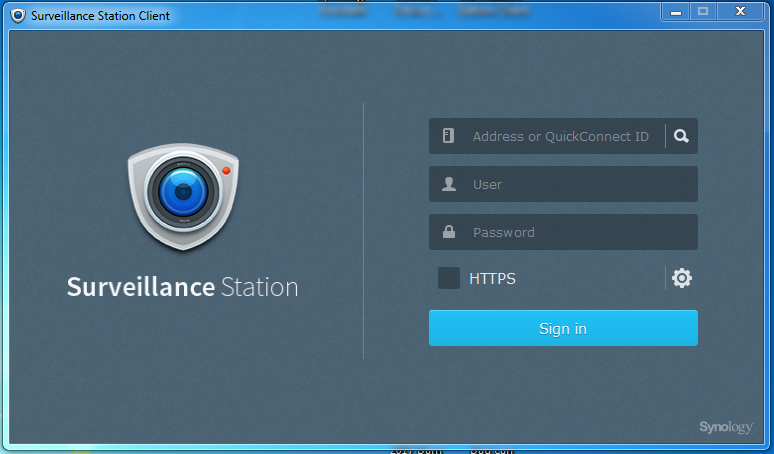 Surveillance Station Client
Address or QuickConnect ID
User
Password
HTTPS
Sign in
Surveillance Station
Synology